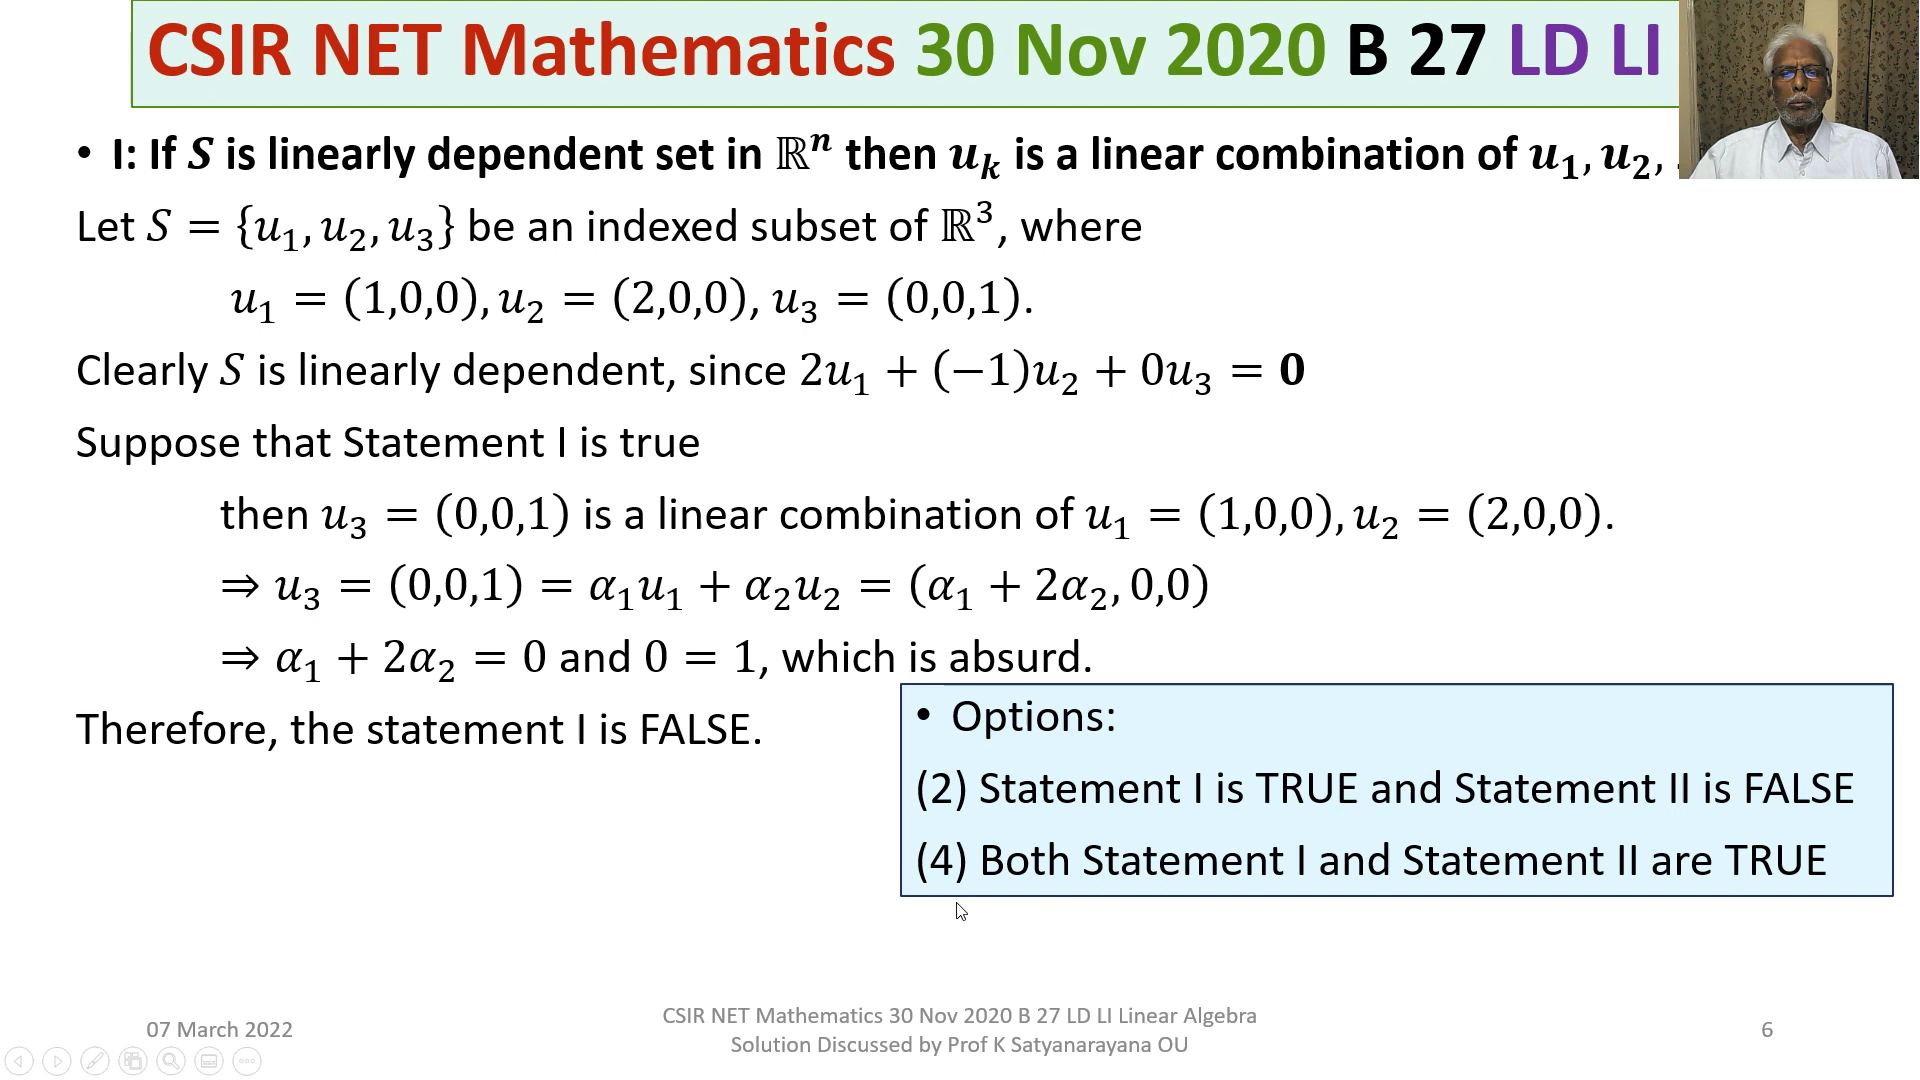 CSIR NET Mathematics 30 Nov 2020 B 27 LD LI
• I: If S is linearly dependent set in ℝⁿ then uₖ is a linear combination of u₁, u₂, .
Let S = {u₁, u₂, u₃} be an indexed subset of ℝ³, where
u₁ = (1,0,0), u₂ = (2,0,0), u₃ = (0,0,1).
Clearly S is linearly dependent, since 2u₁ + (−1)u₂ + 0u₃ = 0
Suppose that Statement I is true
then u₃ = (0,0,1) is a linear combination of u₁ = (1,0,0), u₂ = (2,0,0).
⇒ u₃ = (0,0,1) = α₁u₁ + α₂u₂ = (α₁ + 2α₂, 0,0)
⇒ α₁ + 2α₂ = 0 and 0 = 1, which is absurd.
Therefore, the statement I is FALSE.
• Options:
(2) Statement I is TRUE and Statement II is FALSE
(4) Both Statement I and Statement II are TRUE
07 March 2022
CSIR NET Mathematics 30 Nov 2020 B 27 LD LI Linear Algebra
Solution Discussed by Prof K Satyanarayana OU
6